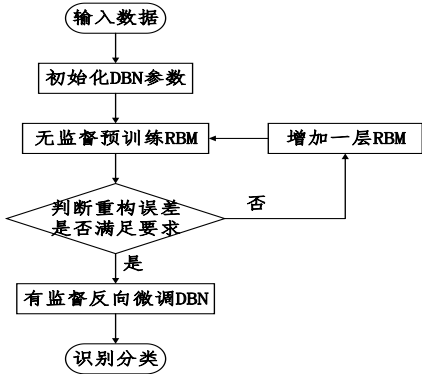 输入数据
初始化DBN参数
无监督预训练RBM
增加一层RBM
判断重构误差
是否满足要求
否
是
有监督反向微调DBN
识别分类